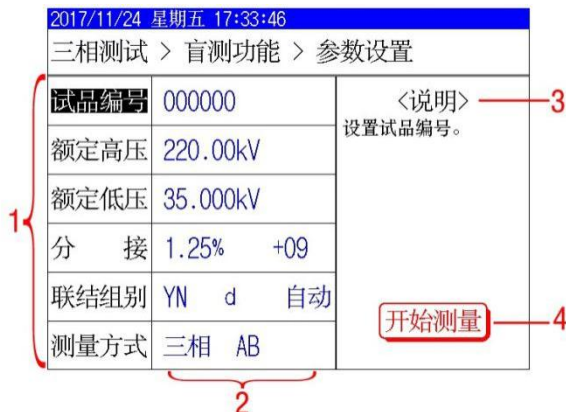 2017/11/24 星期五 17:33:46
三相测试 > 盲测功能 > 参数设置
试品编号 000000
额定高压 220.00kV
额定低压 35.000kV
分 接 1.25% +09
联结组别 YN d 自动
测量方式 三相 AB
<说明>
设置试品编号。
开始测量
1
2
3
4